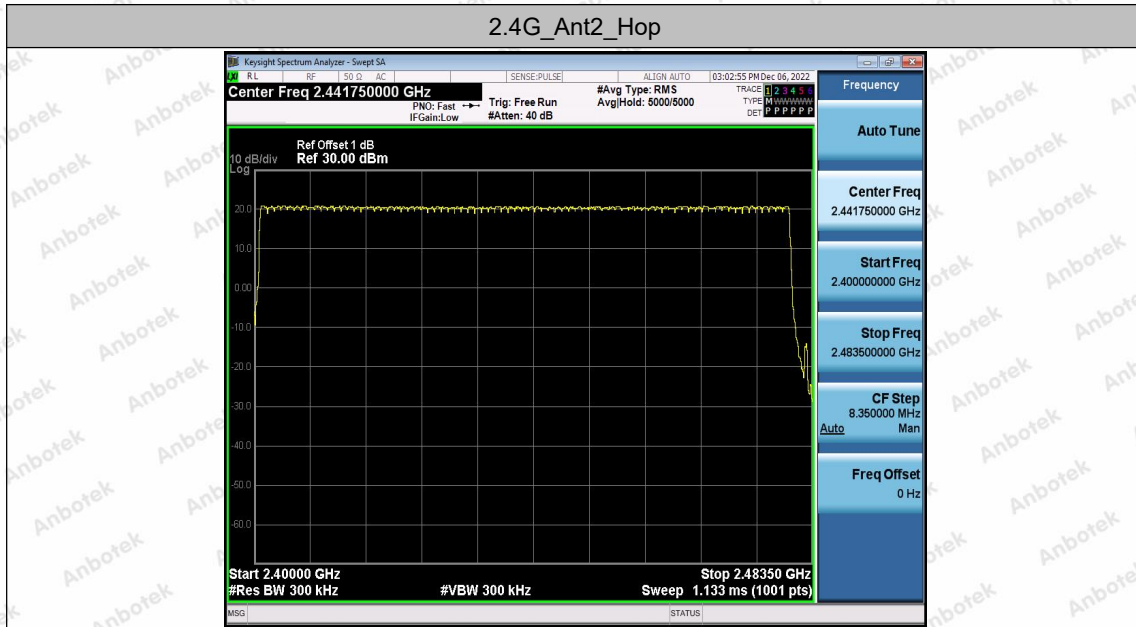 2.4G_Ant2_Hop
Keysight Spectrum Analyzer - Swept SA
LXI RL RF 50 Ω AC SENSE:PULSE ALIGN AUTO 03:02:55 PM Dec 06, 2022
Center Freq 2.441750000 GHz
PNO: Fast
IFGain:Low
Trig: Free Run
#Atten: 40 dB
#Avg Type: RMS
Avg|Hold: 5000/5000
TRACE 1 2 3 4 5 6
TYPE M WWWWW
DET P P P P P P
Frequency
Auto Tune
Center Freq
2.441750000 GHz
Start Freq
2.400000000 GHz
Stop Freq
2.483500000 GHz
CF Step
8.350000 MHz
Auto Man
Freq Offset
0 Hz
Ref Offset 1 dB
10 dB/div Ref 30.00 dBm
Log
20.0
10.0
0.00
-10.0
-20.0
-30.0
-40.0
-50.0
-60.0
Start 2.40000 GHz Stop 2.48350 GHz
#Res BW 300 kHz #VBW 300 kHz Sweep 1.133 ms (1001 pts)
MSG STATUS
Anbotek